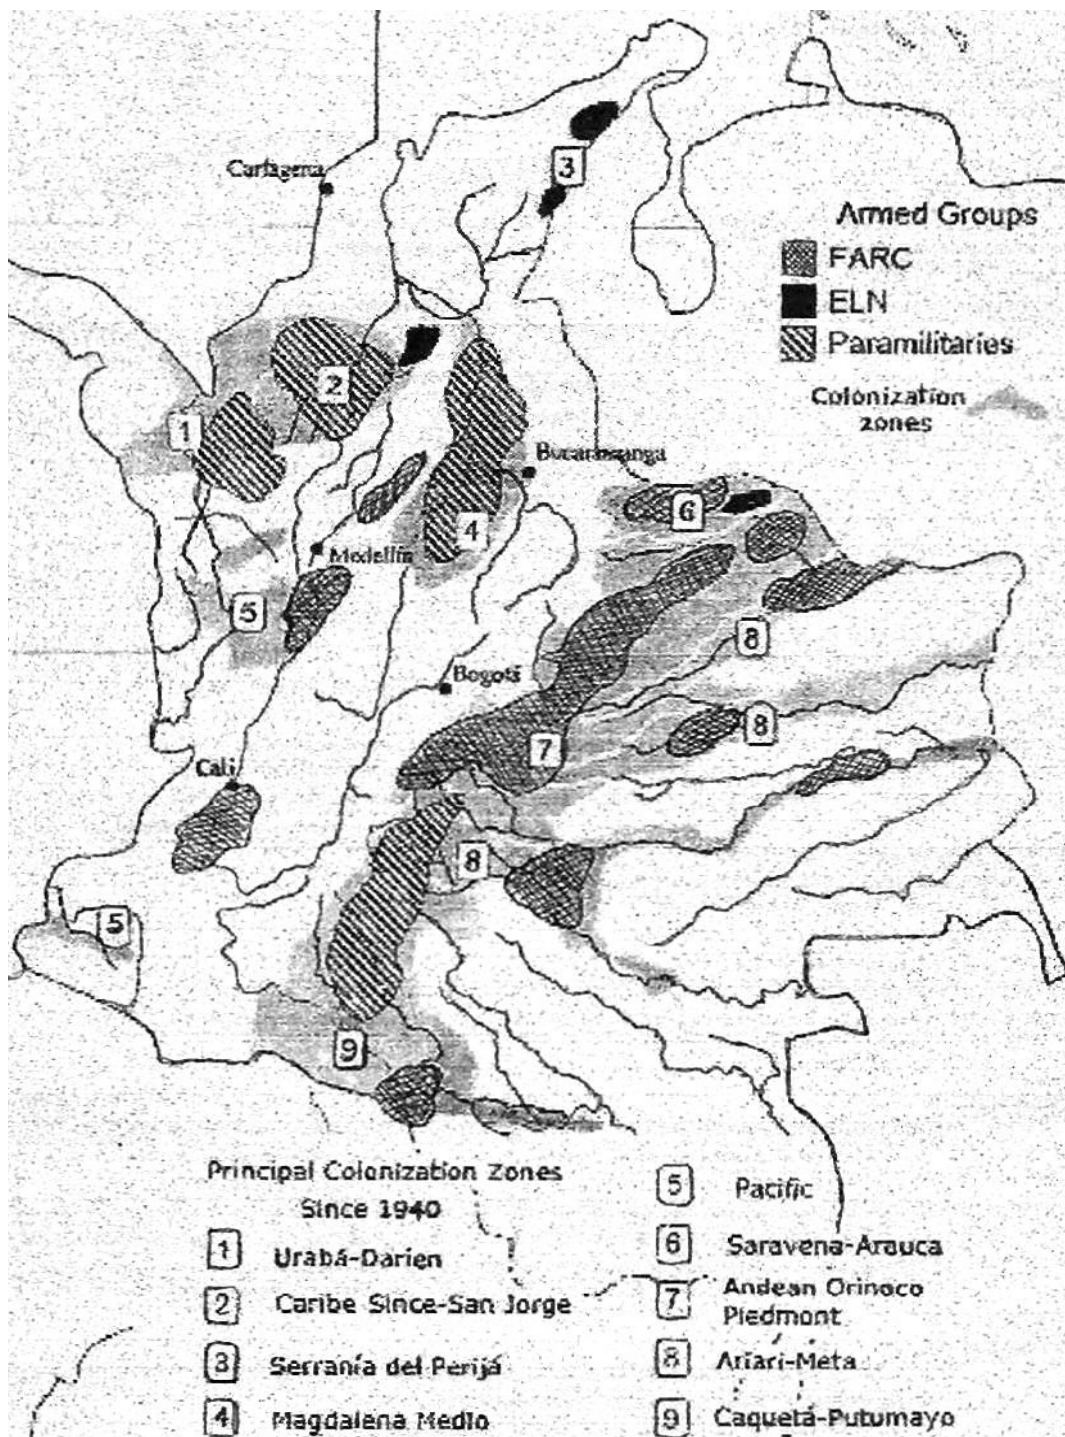 Cartagena
3
Armed Groups
FARC
ELN
Paramilitaries
Colonization
zones
2
1
Bucaramanga
6
4
Medellín
5
8
Bogotá
8
7
Cali
8
5
9
Principal Colonization Zones
Since 1940
1 Urabá-Darien
2 Caribe Since-San Jorge
3 Serranía del Perijá
4 Magdalena Medio
5 Pacific
6 Saravena-Arauca
7 Andean Orinoco
Piedmont
8 Ariari-Meta
9 Caquetá-Putumayo